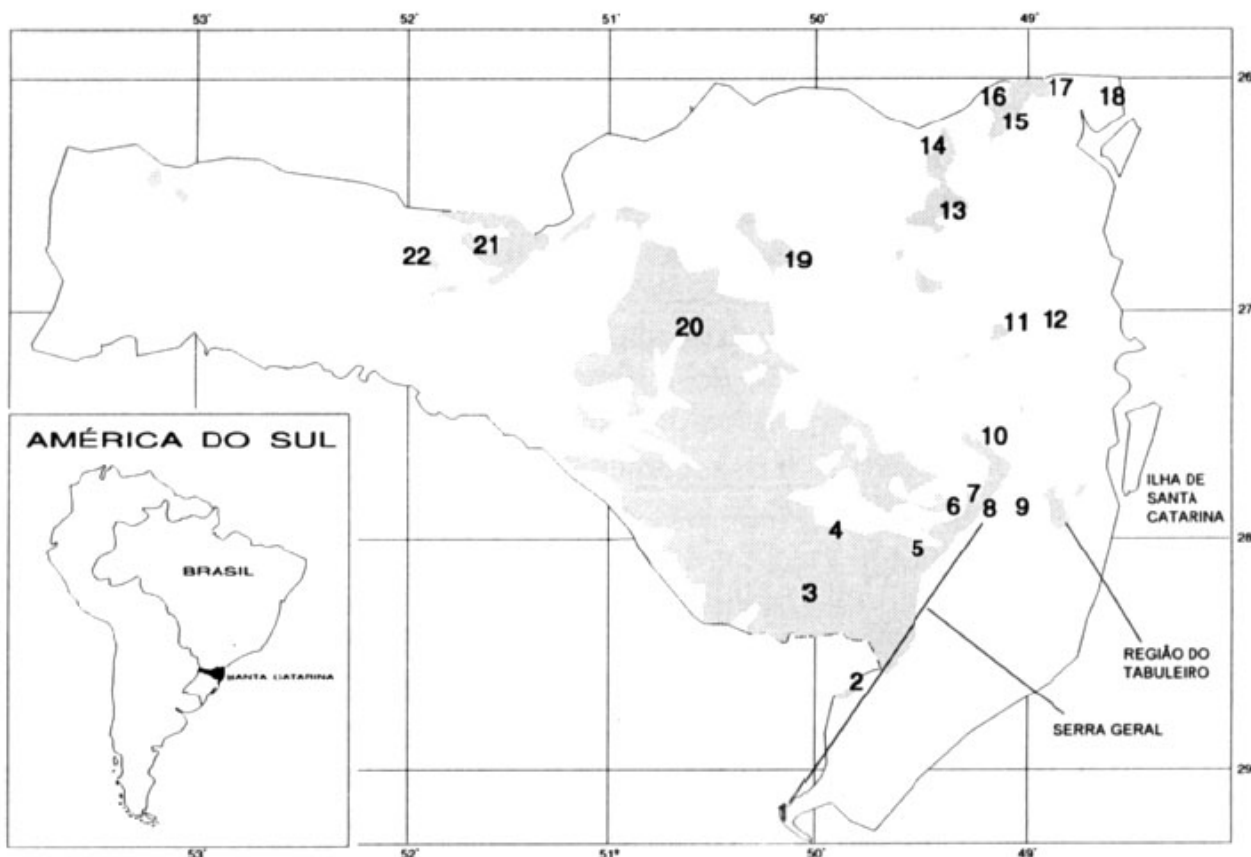 53° 52° 51° 50° 49°
26
16 17 18
15
14
13
22 21 19
20 11 12 27
10
AMÉRICA DO SUL
ILHA DE
SANTA
CATARINA
7
6 8 9
4
5 28
BRASIL
3
REGIÃO DO
TABULEIRO
SANTA CATARINA
2
SERRA GERAL
29
53° 52° 51° 50° 49°